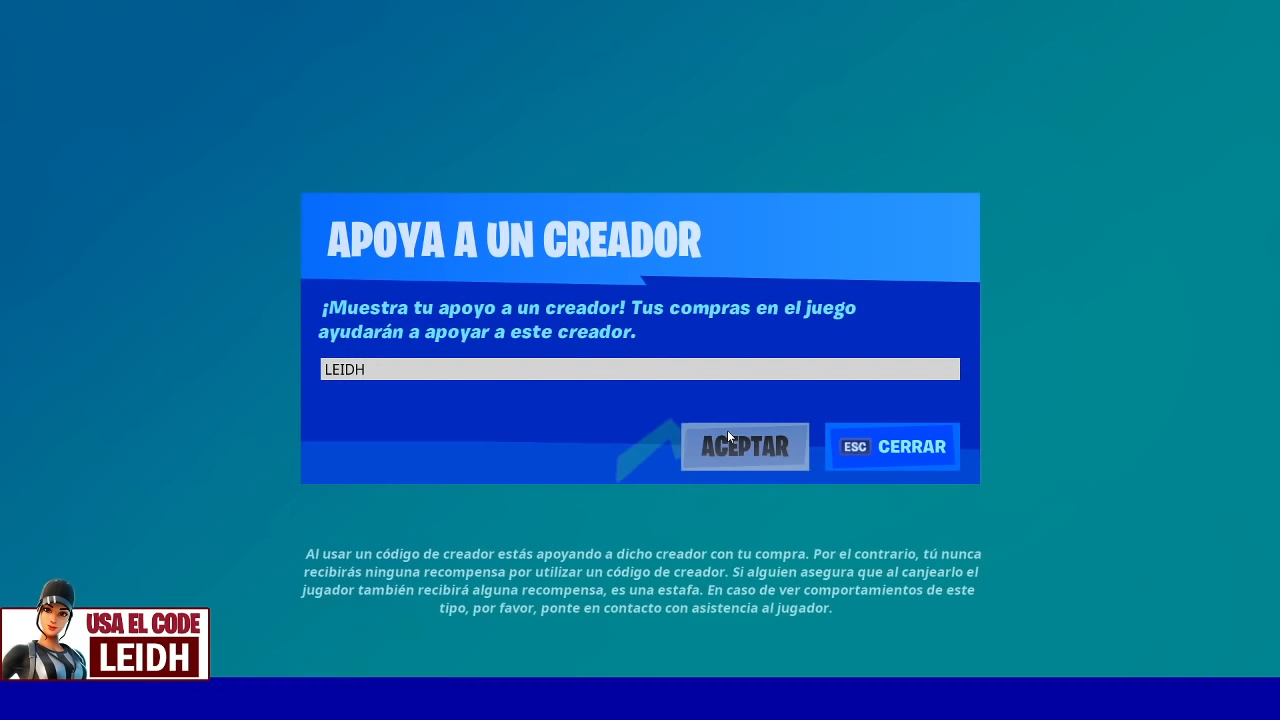 APOYA A UN CREADOR
¡Muestra tu apoyo a un creador! Tus compras en el juego
ayudarán a apoyar a este creador.
LEIDH
ACEPTAR
ESC CERRAR
Al usar un código de creador estás apoyando a dicho creador con tu compra. Por el contrario, tú nunca
recibirás ninguna recompensa por utilizar un código de creador. Si alguien asegura que al canjearlo el
jugador también recibirá alguna recompensa, es una estafa. En caso de ver comportamientos de este
tipo, por favor, ponte en contacto con asistencia al jugador.
USA EL CODE
LEIDH